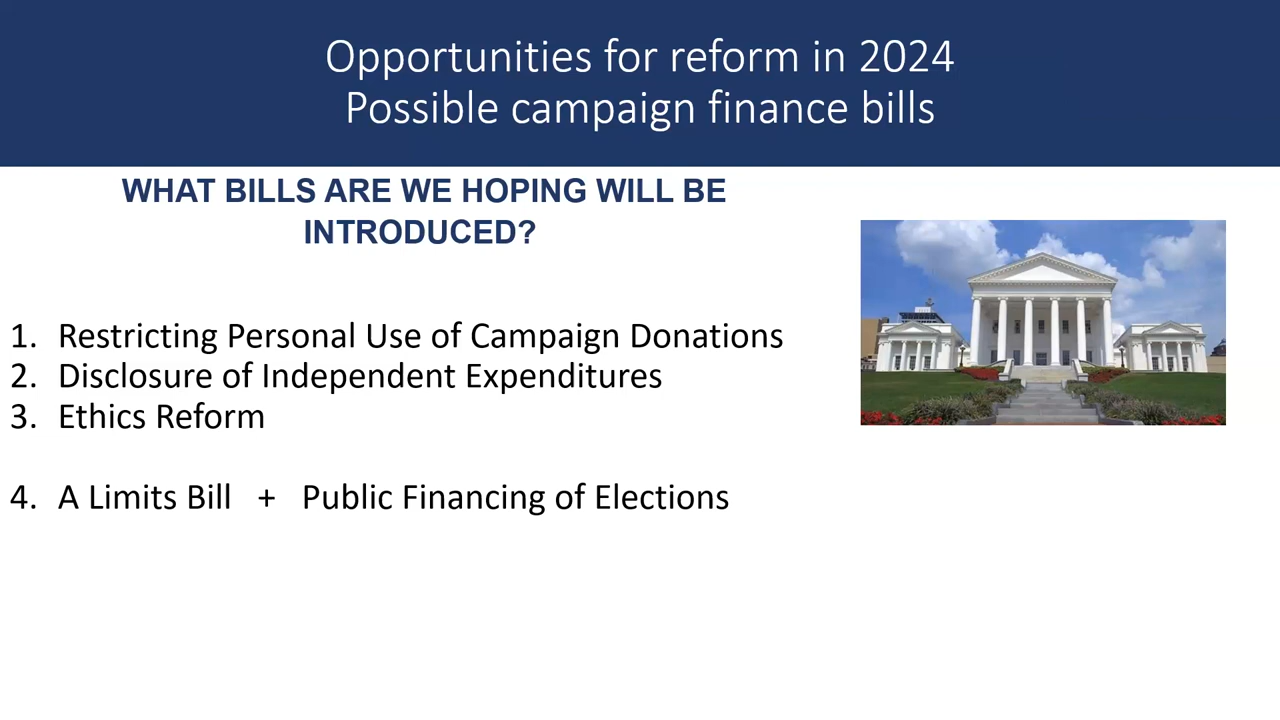 Opportunities for reform in 2024
Possible campaign finance bills
WHAT BILLS ARE WE HOPING WILL BE
INTRODUCED?
1. Restricting Personal Use of Campaign Donations
2. Disclosure of Independent Expenditures
3. Ethics Reform
4. A Limits Bill + Public Financing of Elections